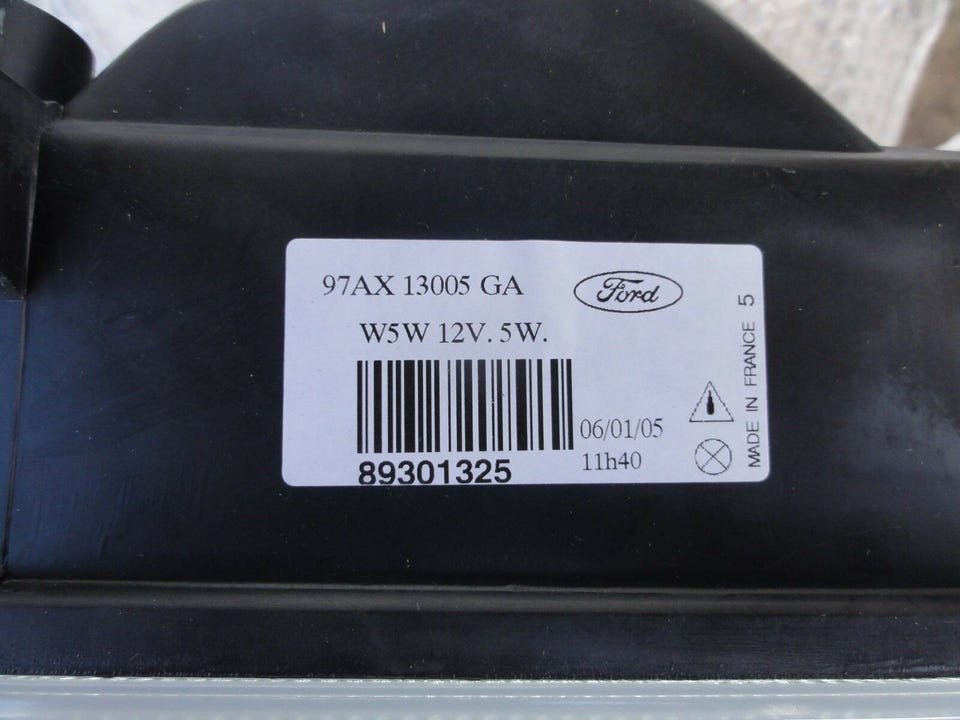 97AX 13005 GA
Ford
W5W 12V. 5W.
89301325
06/01/05
11h40
MADE IN FRANCE 5